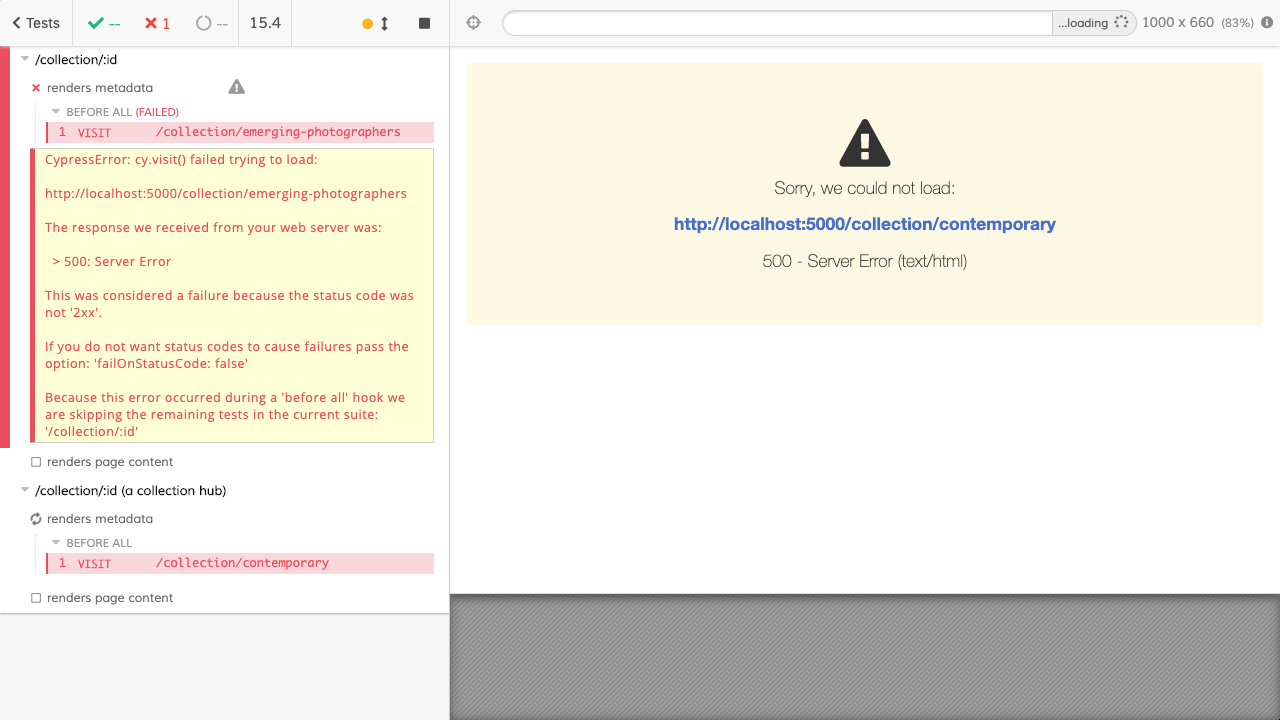 Tests -- 1 -- 15.4
...loading 1000 x 660 (83%)
/collection/:id
renders metadata
BEFORE ALL (FAILED)
1 VISIT /collection/emerging-photographers
CypressError: cy.visit() failed trying to load:
http://localhost:5000/collection/emerging-photographers
The response we received from your web server was:
> 500: Server Error
This was considered a failure because the status code was
not '2xx'.
If you do not want status codes to cause failures pass the
option: 'failOnStatusCode: false'
Because this error occurred during a 'before all' hook we
are skipping the remaining tests in the current suite:
'/collection/:id'
renders page content
/collection/:id (a collection hub)
renders metadata
BEFORE ALL
1 VISIT /collection/contemporary
renders page content
Sorry, we could not load:
http://localhost:5000/collection/contemporary
500 - Server Error (text/html)